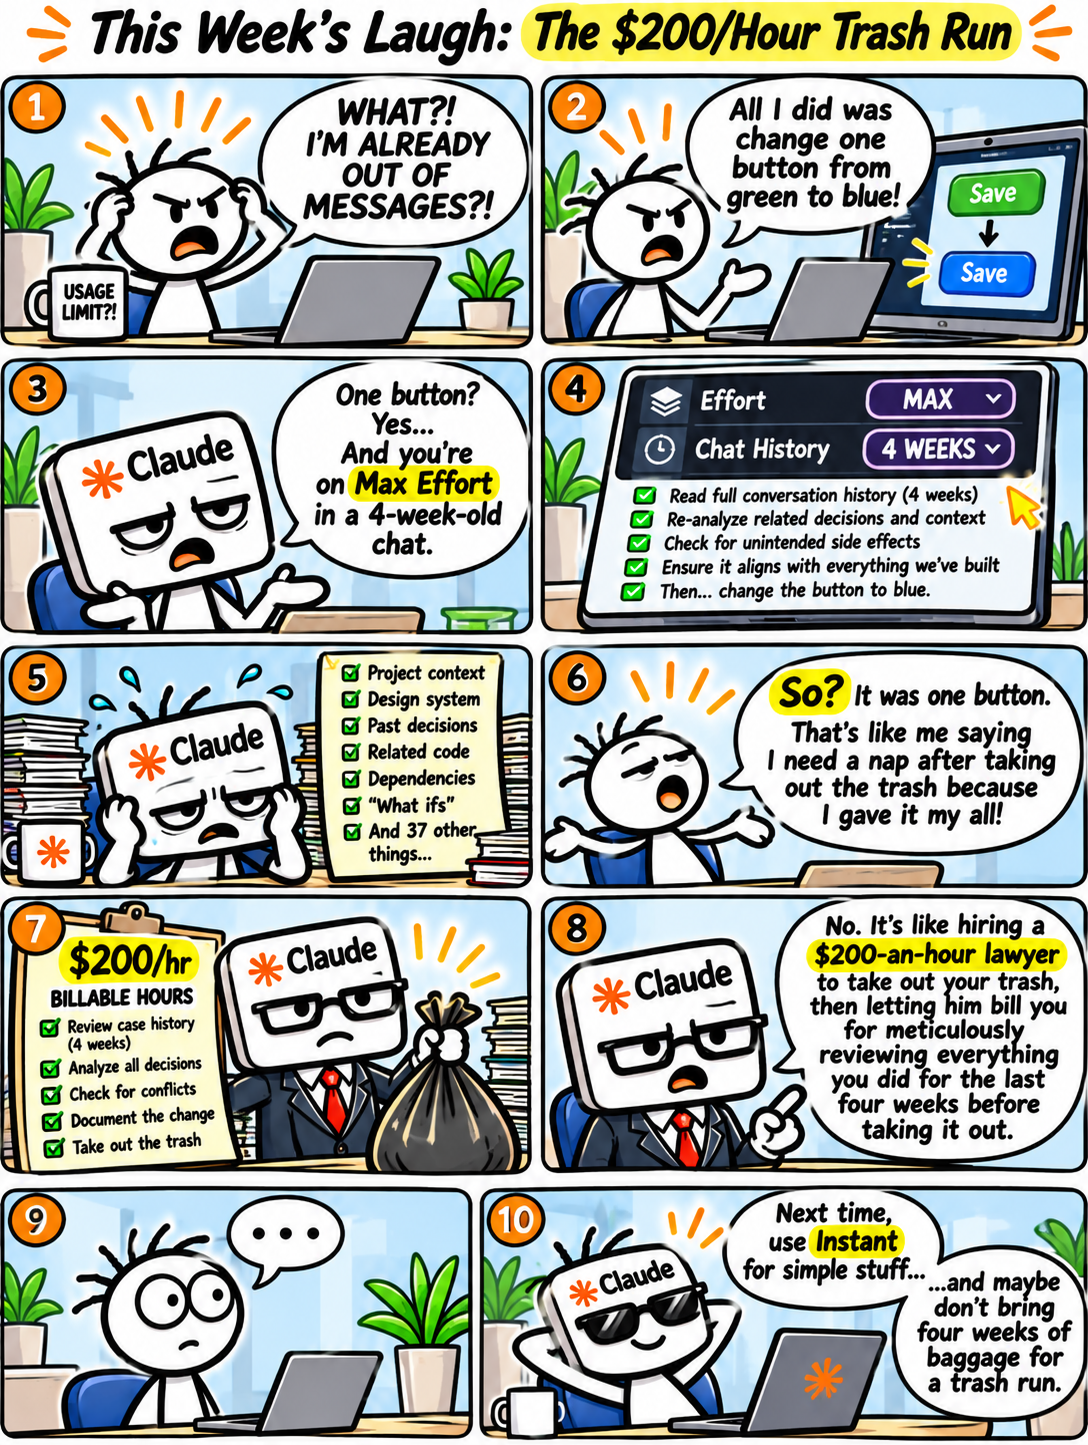 This Week's Laugh: The $200/Hour Trash Run
1
WHAT?!
I'M ALREADY
OUT OF
MESSAGES?!
USAGE
LIMIT?!
2
All I did was
change one
button from
green to blue!
Save
Save
3
Claude
One button?
Yes...
And you're
on Max Effort
in a 4-week-old
chat.
4
Effort MAX
Chat History 4 WEEKS
Read full conversation history (4 weeks)
Re-analyze related decisions and context
Check for unintended side effects
Ensure it aligns with everything we've built
Then... change the button to blue.
5
Claude
Project context
Design system
Past decisions
Related code
Dependencies
"What ifs"
And 37 other
things...
6
So? It was one button.
That's like me saying
I need a nap after taking
out the trash because
I gave it my all!
7
$200/hr
BILLABLE HOURS
Review case history
(4 weeks)
Analyze all decisions
Check for conflicts
Document the change
Take out the trash
Claude
8
Claude
No. It's like hiring a
$200-an-hour lawyer
to take out your trash,
then letting him bill you
for meticulously
reviewing everything
you did for the last
four weeks before
taking it out.
9
...
10
Claude
Next time,
use Instant
for simple stuff...
...and maybe
don't bring
four weeks of
baggage for
a trash run.